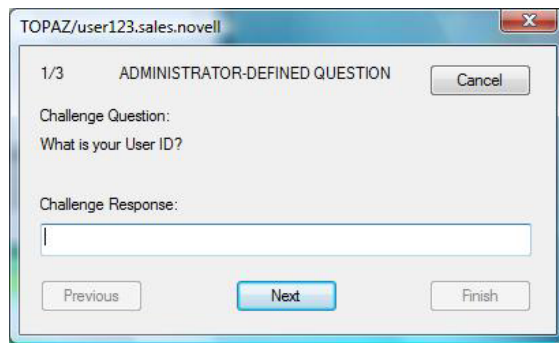 TOPAZ/user123.sales.novell
1/3 ADMINISTRATOR-DEFINED QUESTION
Cancel
Challenge Question:
What is your User ID?
Challenge Response:
Previous Next Finish